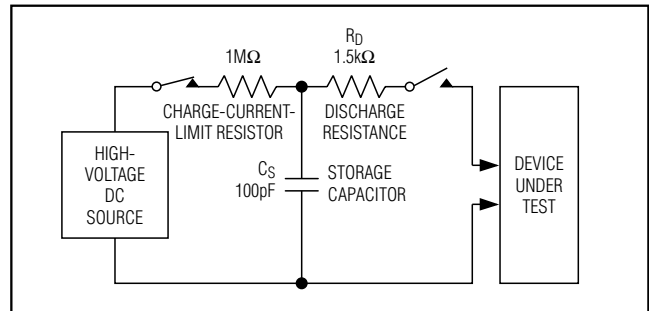 1MΩ
CHARGE-CURRENT-
LIMIT RESISTOR
R_D
1.5kΩ
DISCHARGE
RESISTANCE
HIGH-
VOLTAGE
DC
SOURCE
C_S
100pF
STORAGE
CAPACITOR
DEVICE
UNDER
TEST